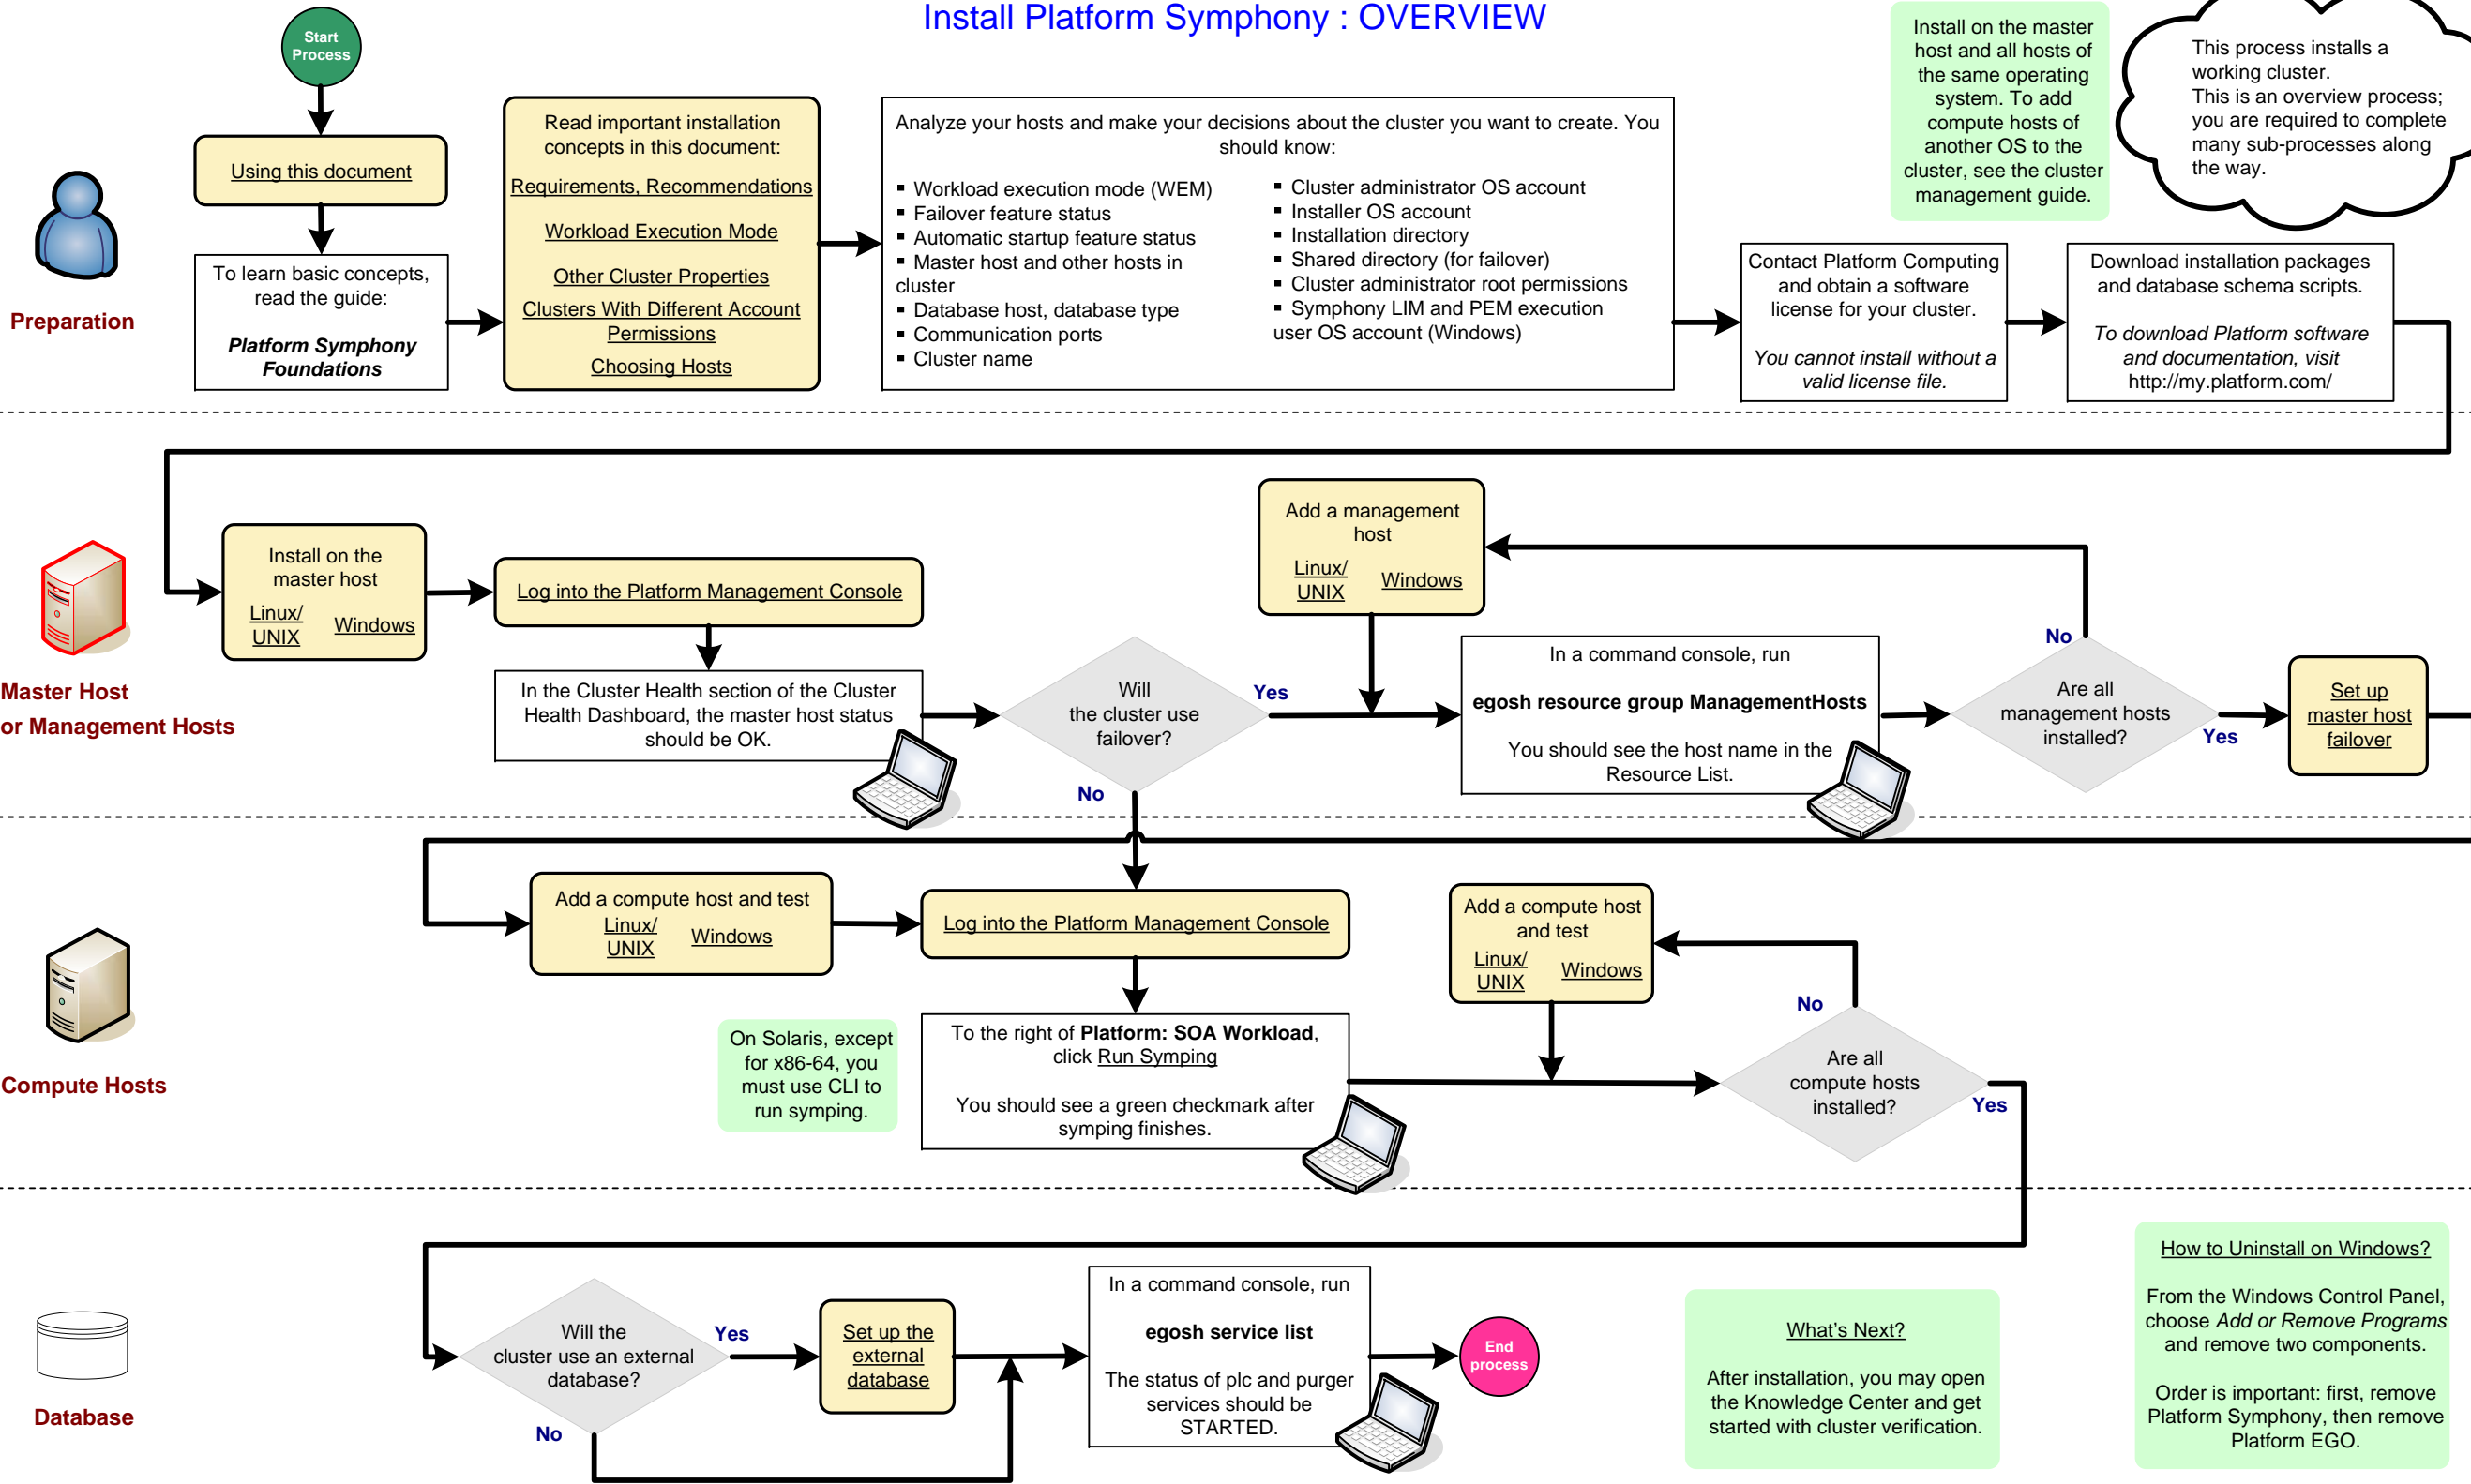 Install Platform Symphony : OVERVIEW
Start
Process
Using this document
To learn basic concepts,
read the guide:
Platform Symphony
Foundations
Preparation
Read important installation
concepts in this document:
Requirements, Recommendations
Workload Execution Mode
Other Cluster Properties
Clusters With Different Account
Permissions
Choosing Hosts
Analyze your hosts and make your decisions about the cluster you want to create. You
should know:
▪ Workload execution mode (WEM)
▪ Failover feature status
▪ Automatic startup feature status
▪ Master host and other hosts in
cluster
▪ Database host, database type
▪ Communication ports
▪ Cluster name
▪ Cluster administrator OS account
▪ Installer OS account
▪ Installation directory
▪ Shared directory (for failover)
▪ Cluster administrator root permissions
▪ Symphony LIM and PEM execution
user OS account (Windows)
Install on the master
host and all hosts of
the same operating
system. To add
compute hosts of
another OS to the
cluster, see the cluster
management guide.
This process installs a
working cluster.
This is an overview process;
you are required to complete
many sub-processes along
the way.
Contact Platform Computing
and obtain a software
license for your cluster.
You cannot install without a
valid license file.
Download installation packages
and database schema scripts.
To download Platform software
and documentation, visit
http://my.platform.com/
Master Host
or Management Hosts
Install on the
master host
Linux/
UNIX
Windows
Log into the Platform Management Console
In the Cluster Health section of the Cluster
Health Dashboard, the master host status
should be OK.
Will
the cluster use
failover?
Yes
No
Add a management
host
Linux/
UNIX
Windows
In a command console, run
egosh resource group ManagementHosts
You should see the host name in the
Resource List.
No
Are all
management hosts
installed?
Yes
Set up
master host
failover
Compute Hosts
Add a compute host and test
Linux/
UNIX
Windows
Log into the Platform Management Console
On Solaris, except
for x86-64, you
must use CLI to
run symping.
To the right of Platform: SOA Workload,
click Run Symping
You should see a green checkmark after
symping finishes.
Add a compute host
and test
Linux/
UNIX
Windows
No
Are all
compute hosts
installed?
Yes
Database
Will the
cluster use an external
database?
Yes
No
Set up the
external
database
In a command console, run
egosh service list
The status of plc and purger
services should be
STARTED.
End
process
What's Next?
After installation, you may open
the Knowledge Center and get
started with cluster verification.
How to Uninstall on Windows?
From the Windows Control Panel,
choose Add or Remove Programs
and remove two components.
Order is important: first, remove
Platform Symphony, then remove
Platform EGO.